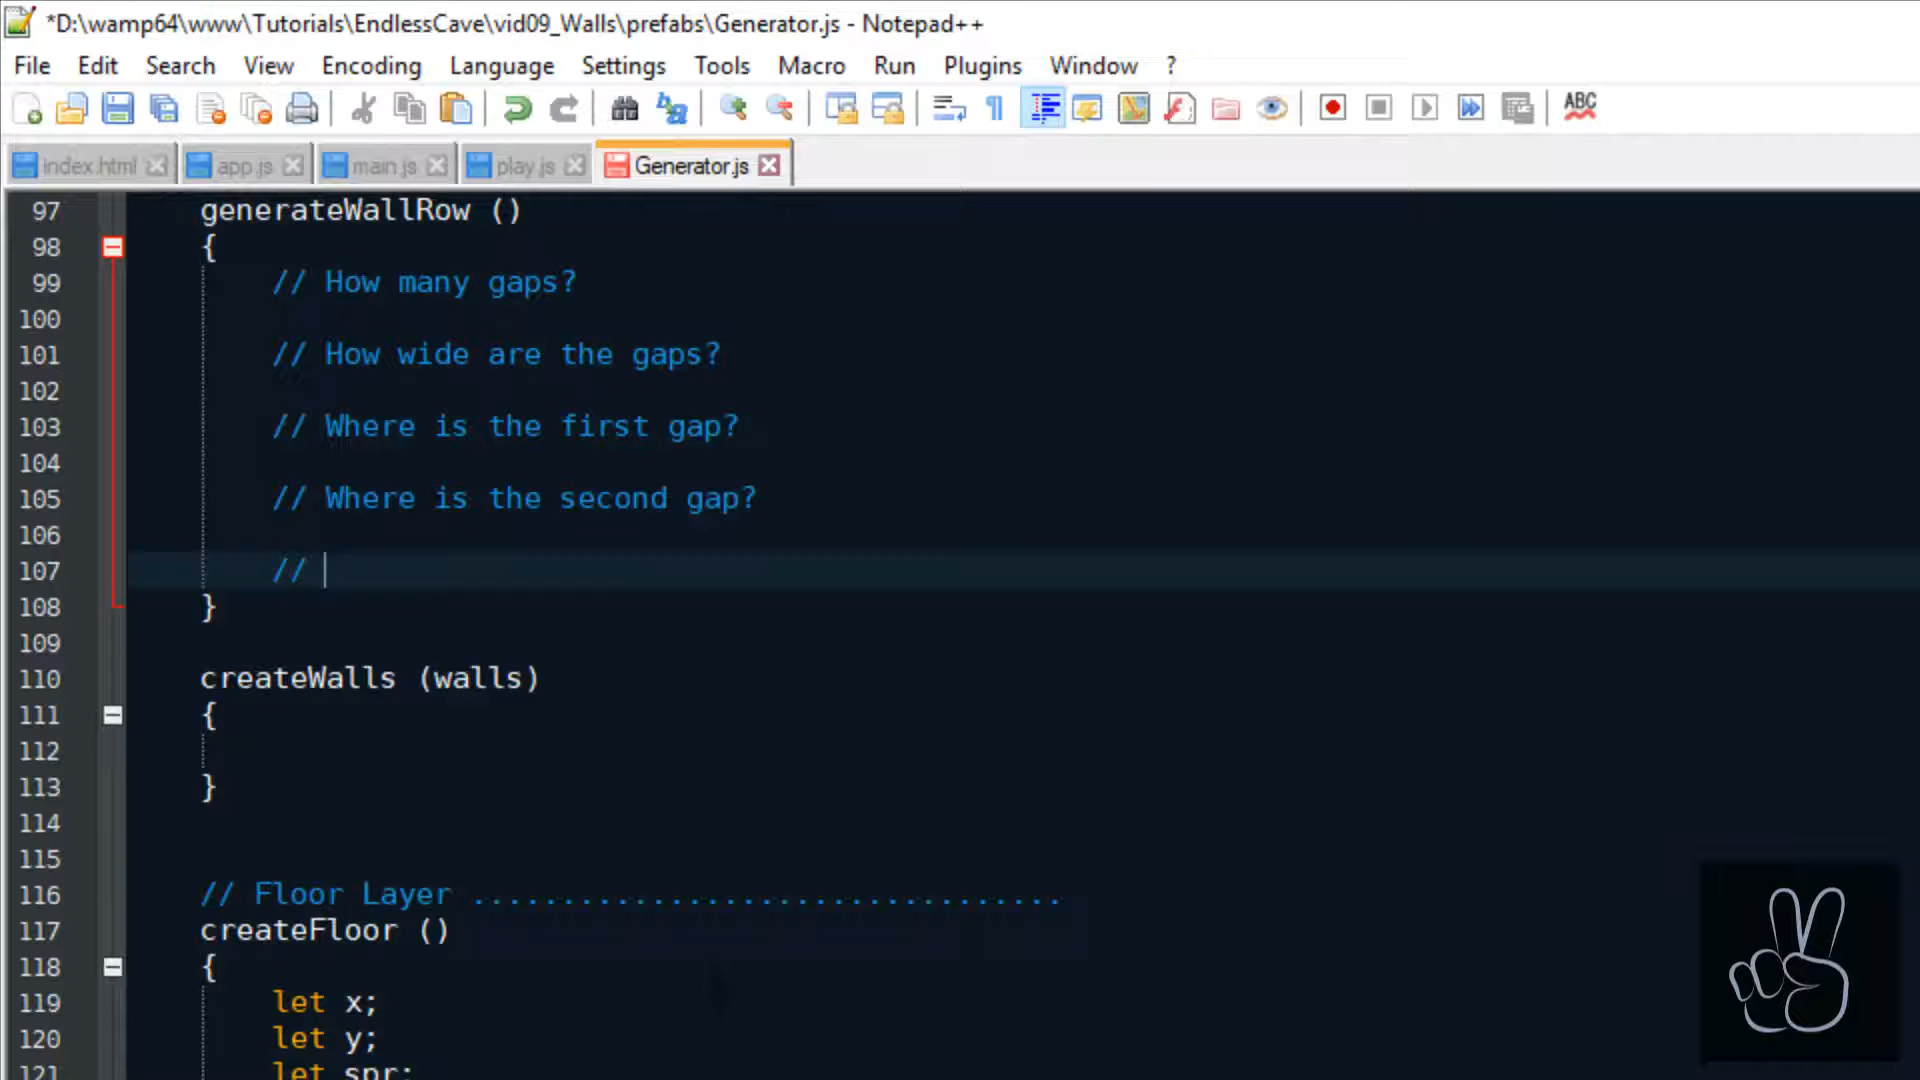 *D:\wamp64\www\Tutorials\EndlessCave\vid09_Walls\prefabs\Generator.js - Notepad++
File Edit Search View Encoding Language Settings Tools Macro Run Plugins Window ?
ABC
index.html app.js main.js play.js Generator.js
97 generateWallRow ()
98 {
99 // How many gaps?
100
101 // How wide are the gaps?
102
103 // Where is the first gap?
104
105 // Where is the second gap?
106
107 //
108 }
109
110 createWalls (walls)
111 {
112
113 }
114
115
116 // Floor Layer .................................
117 createFloor ()
118 {
119 let x;
120 let y;
121 let spr;